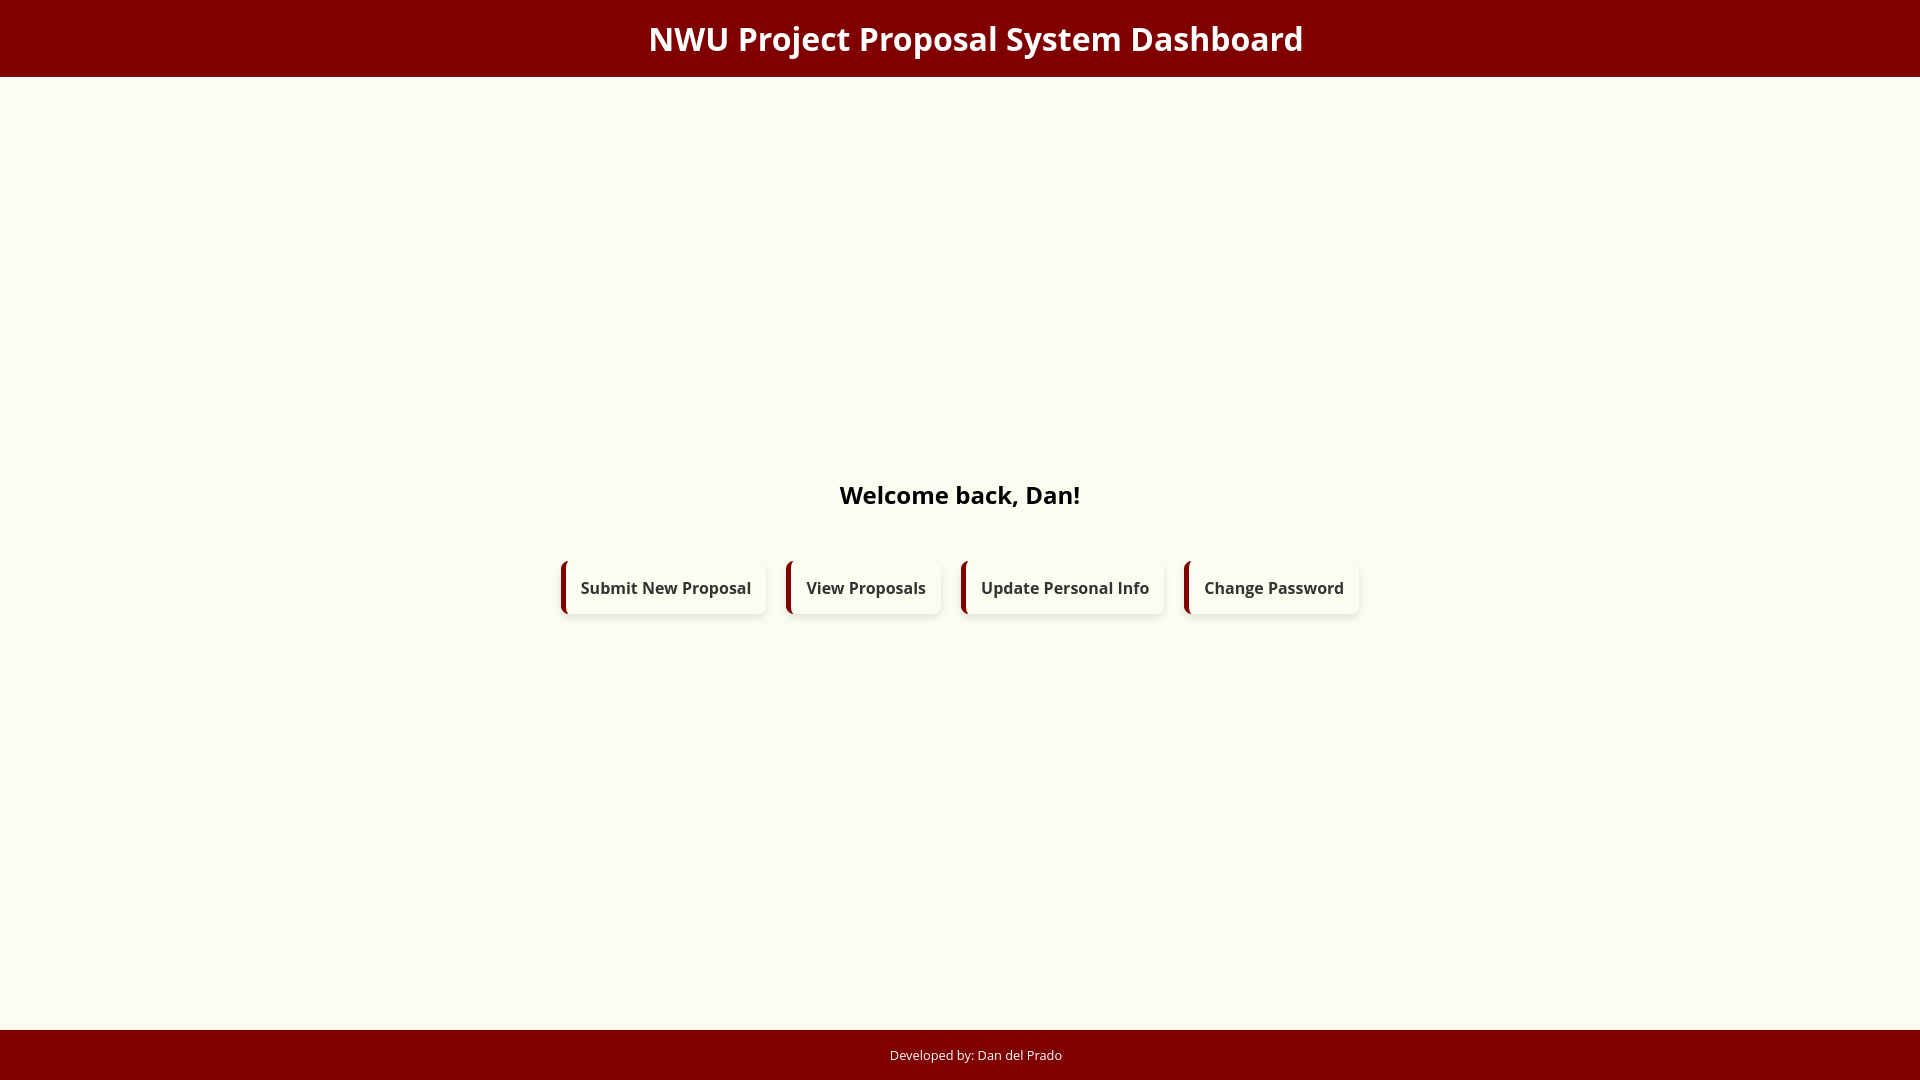 NWU Project Proposal System Dashboard
Welcome back, Dan!
Submit New Proposal
View Proposals
Update Personal Info
Change Password
Developed by: Dan del Prado